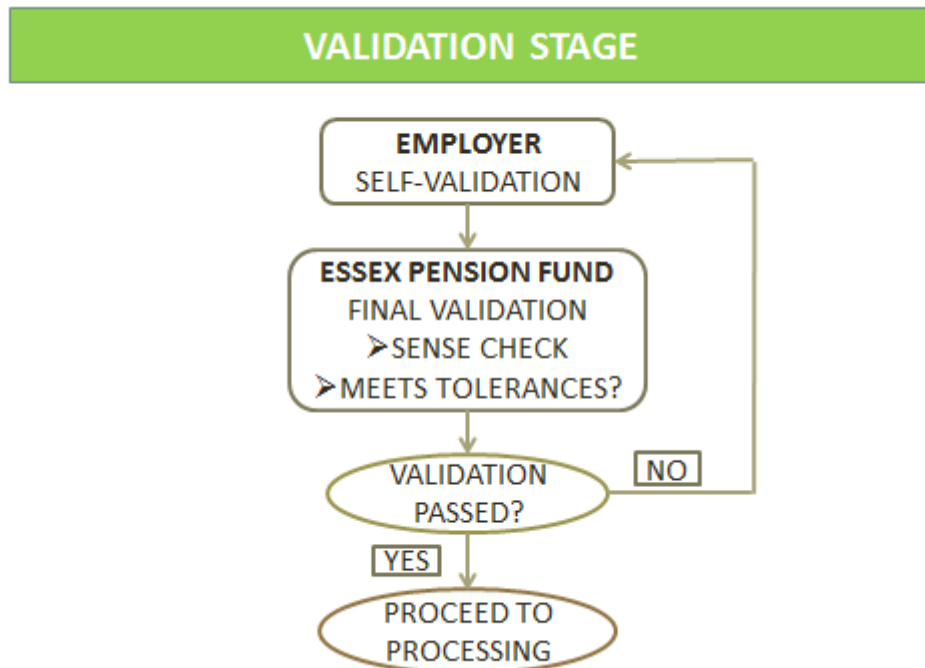 VALIDATION STAGE
EMPLOYER
SELF-VALIDATION
ESSEX PENSION FUND
FINAL VALIDATION
➢SENSE CHECK
➢MEETS TOLERANCES?
VALIDATION
PASSED?
NO
YES
PROCEED TO
PROCESSING